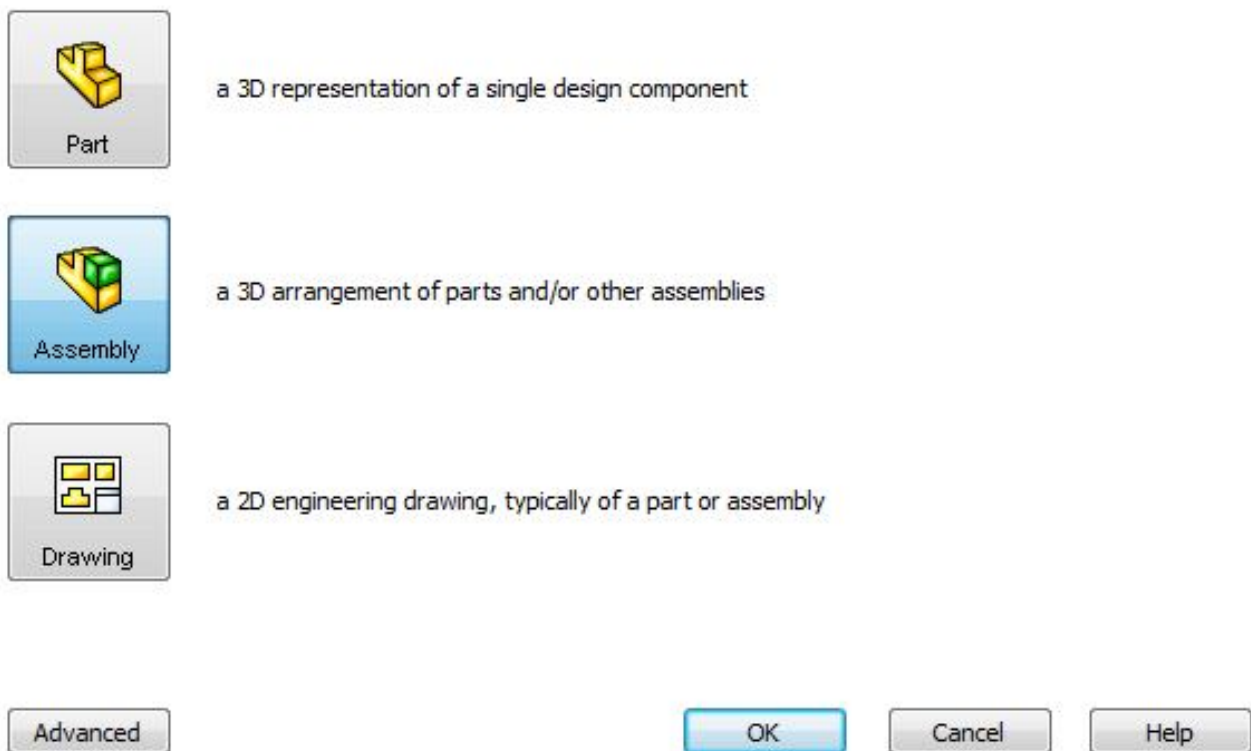 Part
a 3D representation of a single design component
Assembly
a 3D arrangement of parts and/or other assemblies
Drawing
a 2D engineering drawing, typically of a part or assembly
Advanced
OK
Cancel
Help